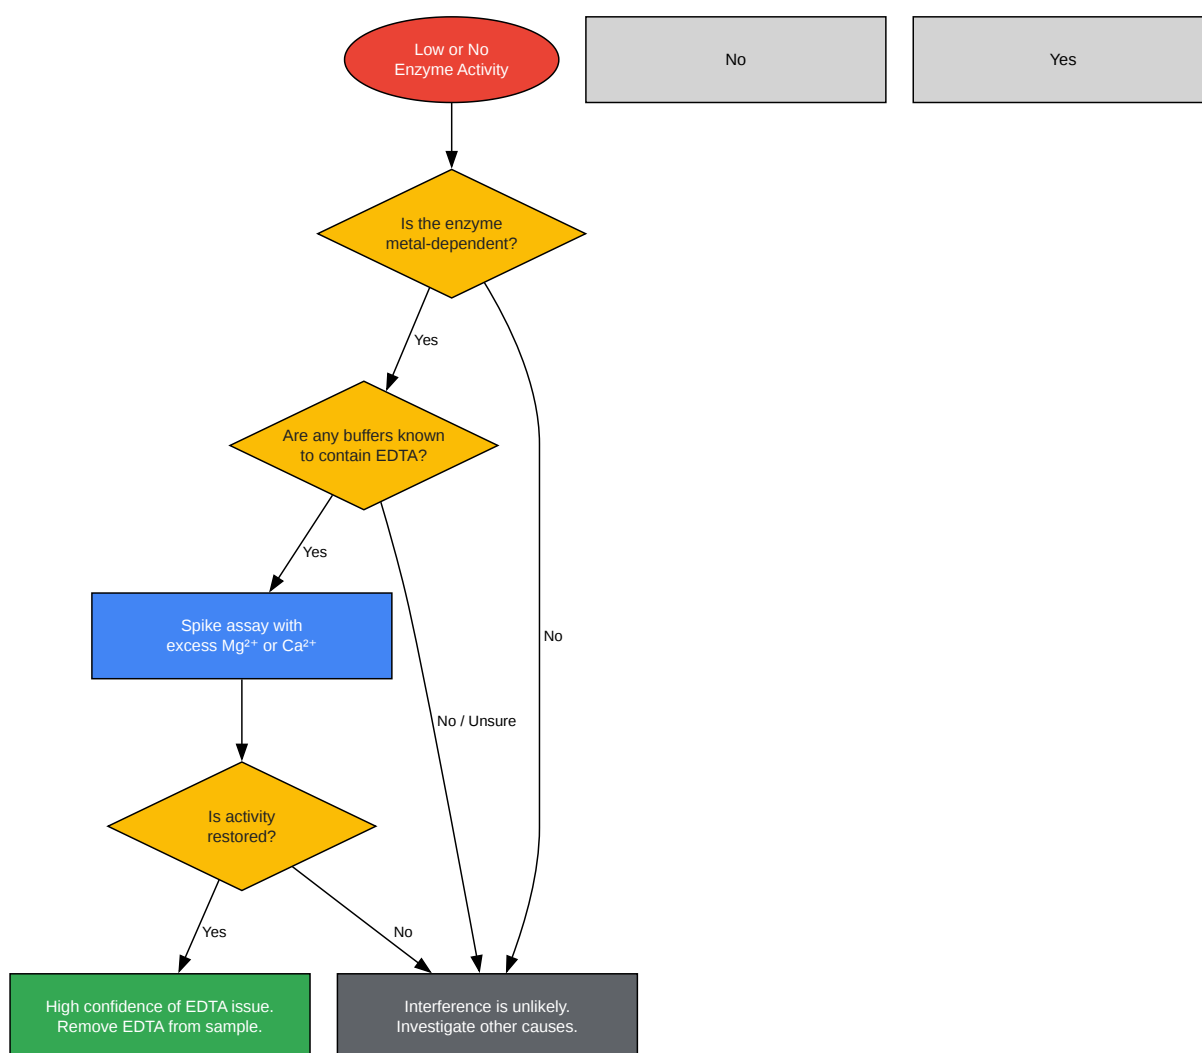 Low or No
Enzyme Activity
No
Yes
Is the enzyme
metal-dependent?
Yes
Are any buffers known
to contain EDTA?
Yes
Spike assay with
excess Mg²⁺ or Ca²⁺
No
No / Unsure
Is activity
restored?
Yes
No
High confidence of EDTA issue.
Remove EDTA from sample.
Interference is unlikely.
Investigate other causes.